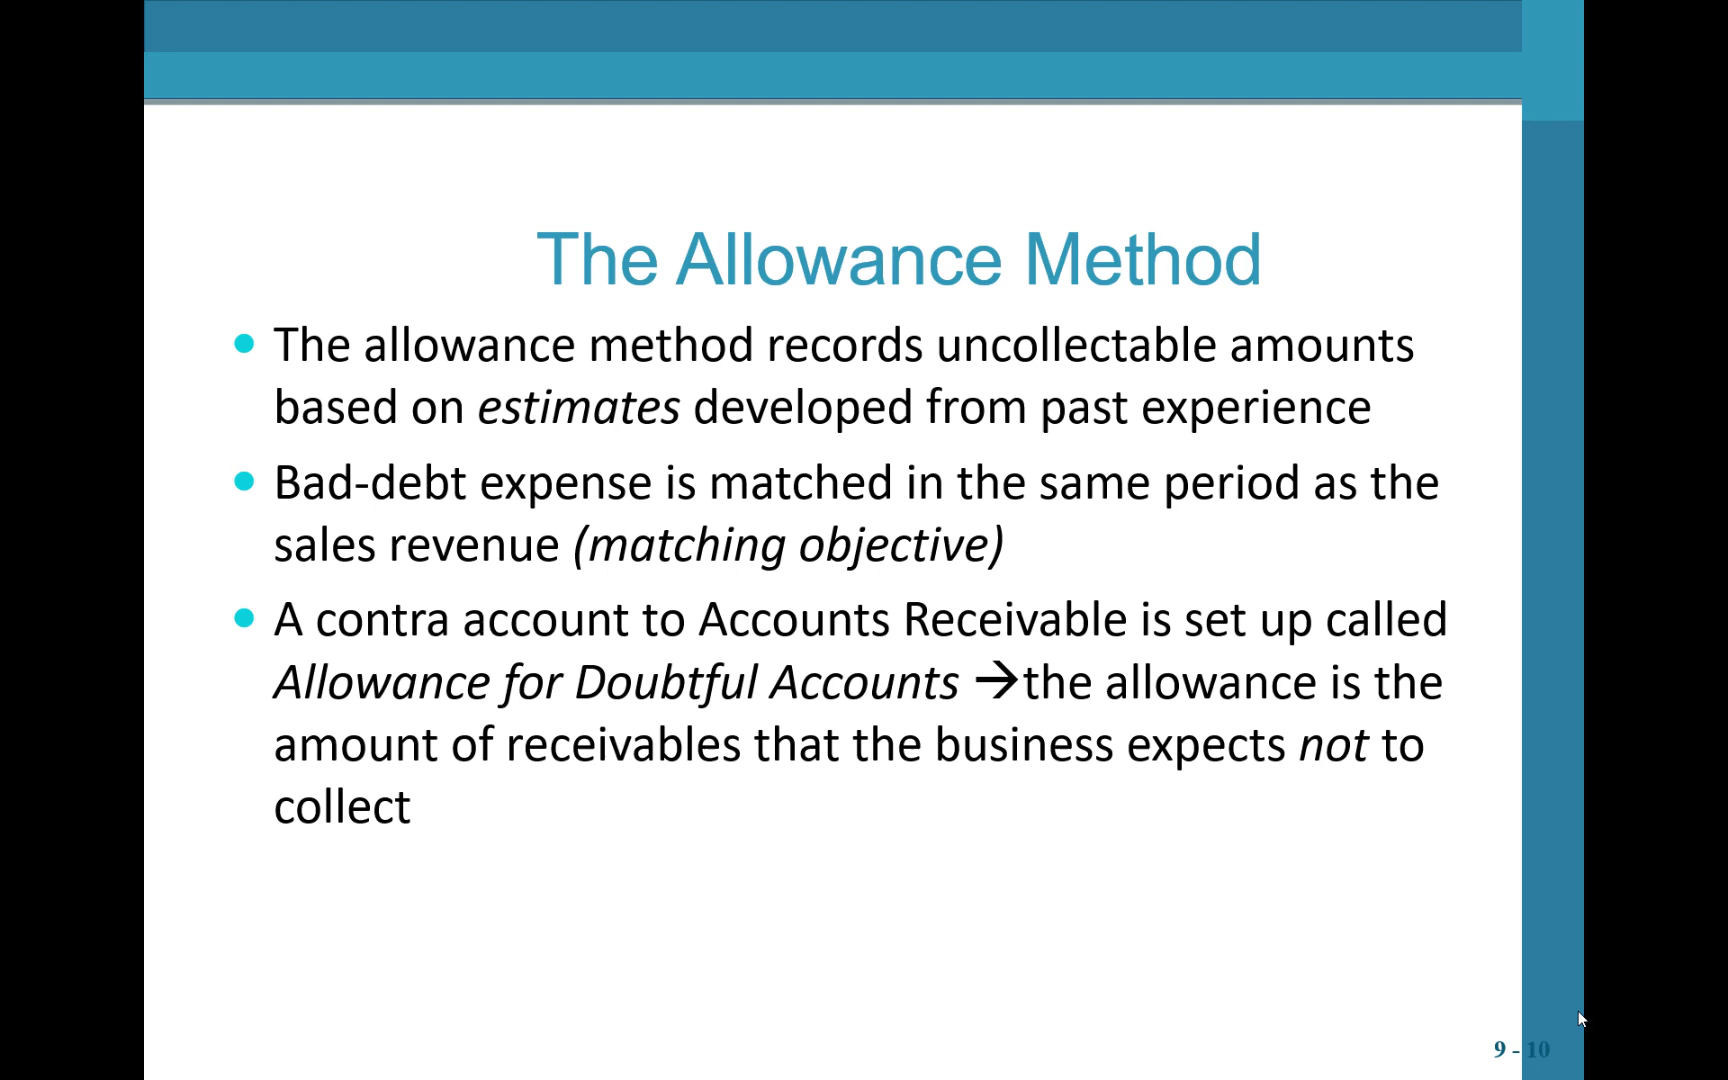 The Allowance Method
The allowance method records uncollectable amounts
based on estimates developed from past experience
Bad-debt expense is matched in the same period as the
sales revenue (matching objective)
A contra account to Accounts Receivable is set up called
Allowance for Doubtful Accounts →the allowance is the
amount of receivables that the business expects not to
collect
9 - 10